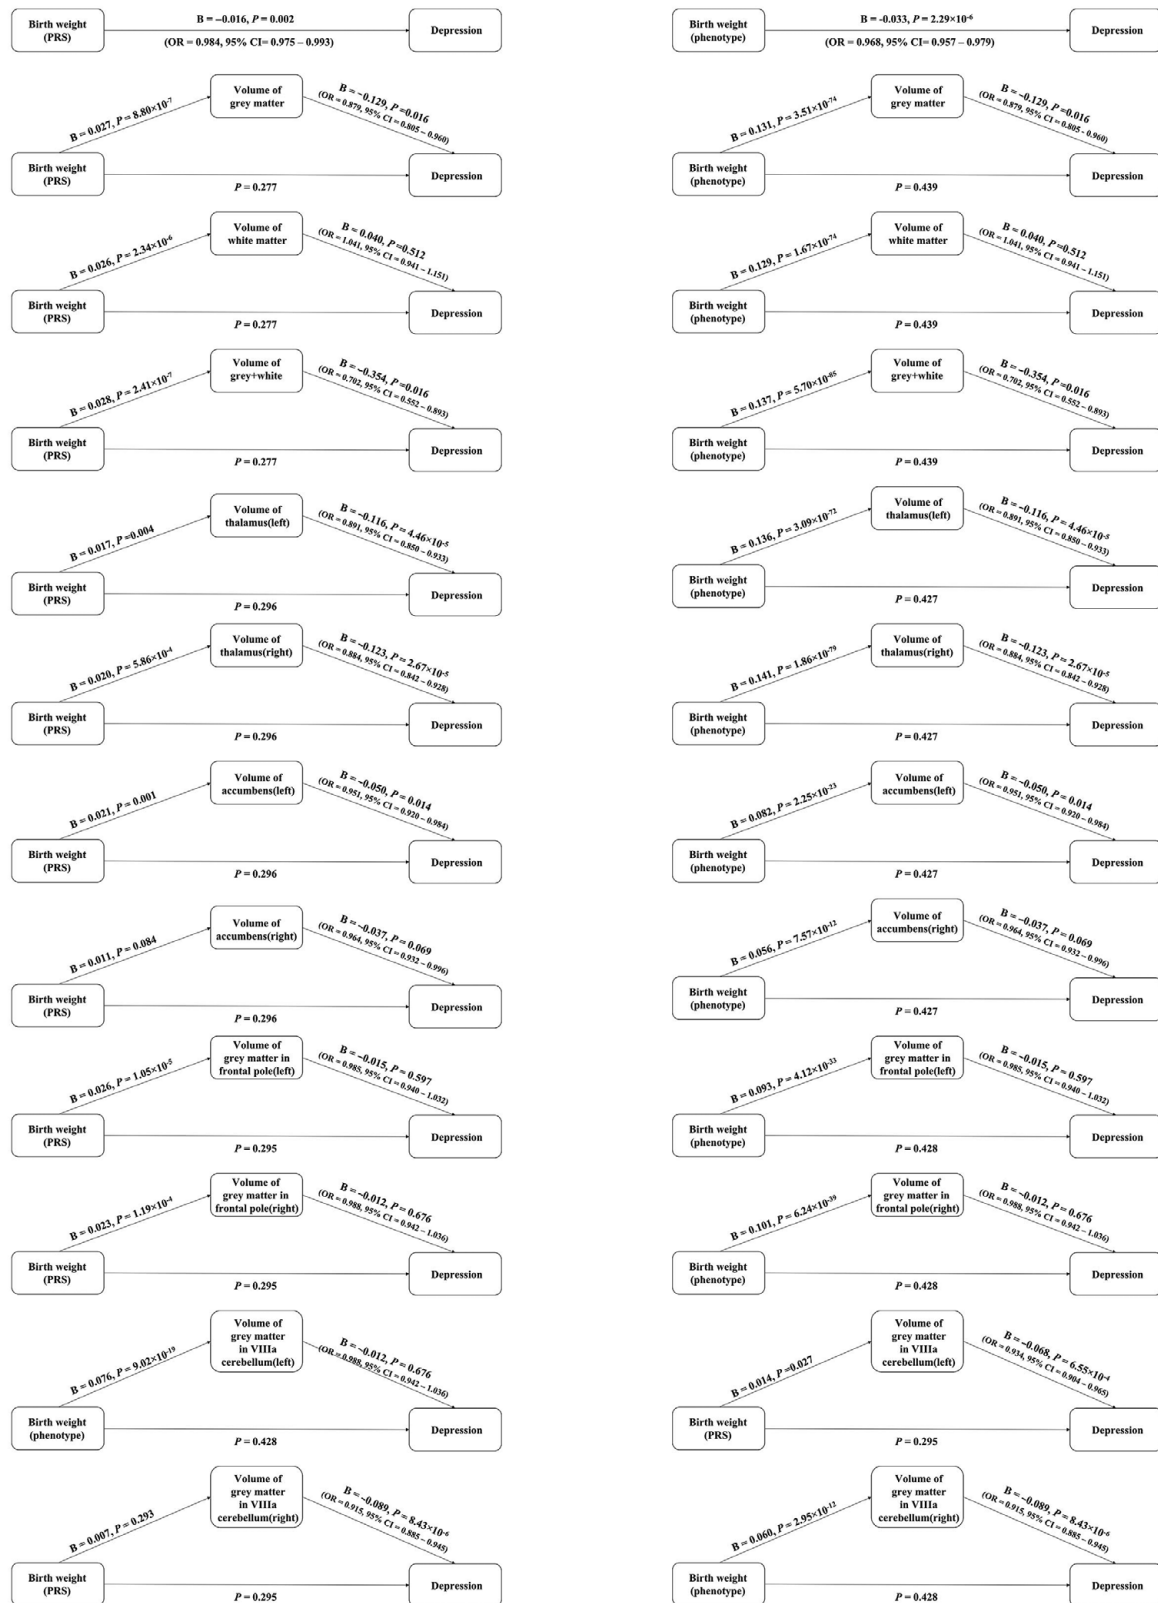 Birth weight
(PRS)
B = –0.016, P = 0.002
(OR = 0.984, 95% CI= 0.975 – 0.993)
Depression
Birth weight
(phenotype)
B = -0.033, P = 2.29×10-6
(OR = 0.968, 95% CI= 0.957 – 0.979)
Depression
Volume of
grey matter
B = 0.027, P = 8.80×10-7
B = –0.129, P =0.016
(OR = 0.879, 95% CI = 0.805 – 0.960)
Birth weight
(PRS)
P = 0.277
Depression
Volume of
grey matter
B = 0.131, P = 3.51×10-74
B = –0.129, P =0.016
(OR = 0.879, 95% CI = 0.805 - 0.960)
Birth weight
(phenotype)
P = 0.439
Depression
Volume of
white matter
B = 0.026, P = 2.34×10-6
B = 0.040, P =0.512
(OR = 1.041, 95% CI = 0.941 – 1.151)
Birth weight
(PRS)
P = 0.277
Depression
Volume of
white matter
B = 0.129, P = 1.67×10-74
B = 0.040, P =0.512
(OR = 1.041, 95% CI = 0.941 – 1.151)
Birth weight
(phenotype)
P = 0.439
Depression
Volume of
grey+white
B = 0.028, P = 2.41×10-7
B = –0.354, P =0.016
(OR = 0.702, 95% CI = 0.552 – 0.893)
Birth weight
(PRS)
P = 0.277
Depression
Volume of
grey+white
B = 0.137, P = 5.70×10-85
B = –0.354, P =0.016
(OR = 0.702, 95% CI = 0.552 – 0.893)
Birth weight
(phenotype)
P = 0.439
Depression
Volume of
thalamus(left)
B = 0.017, P =0.004
B = –0.116, P = 4.46×10-5
(OR = 0.891, 95% CI = 0.850 – 0.933)
Birth weight
(PRS)
P = 0.296
Depression
Volume of
thalamus(left)
B = 0.136, P = 3.09×10-72
B = –0.116, P = 4.46×10-5
(OR = 0.891, 95% CI = 0.850 – 0.933)
Birth weight
(phenotype)
P = 0.427
Depression
Volume of
thalamus(right)
B = 0.020, P = 5.86×10-4
B = –0.123, P = 2.67×10-5
(OR = 0.884, 95% CI = 0.842 – 0.928)
Birth weight
(PRS)
P = 0.296
Depression
Volume of
thalamus(right)
B = 0.141, P = 1.86×10-79
B = –0.123, P = 2.67×10-5
(OR = 0.884, 95% CI = 0.842 – 0.928)
Birth weight
(phenotype)
P = 0.427
Depression
Volume of
accumbens(left)
B = 0.021, P = 0.001
B = –0.050, P = 0.014
(OR = 0.951, 95% CI = 0.920 – 0.984)
Birth weight
(PRS)
P = 0.296
Depression
Volume of
accumbens(left)
B = 0.082, P = 2.25×10-23
B = –0.050, P = 0.014
(OR = 0.951, 95% CI = 0.920 – 0.984)
Birth weight
(phenotype)
P = 0.427
Depression
Volume of
accumbens(right)
B = 0.011, P = 0.084
B = –0.037, P = 0.069
(OR = 0.964, 95% CI = 0.932 – 0.996)
Birth weight
(PRS)
P = 0.296
Depression
Volume of
accumbens(right)
B = 0.056, P = 7.57×10-12
B = –0.037, P = 0.069
(OR = 0.964, 95% CI = 0.932 – 0.996)
Birth weight
(phenotype)
P = 0.427
Depression
Volume of
grey matter in
frontal pole(left)
B = 0.026, P = 1.05×10-5
B = –0.015, P = 0.597
(OR = 0.985, 95% CI = 0.940 – 1.032)
Birth weight
(PRS)
P = 0.295
Depression
Volume of
grey matter in
frontal pole(left)
B = 0.093, P = 4.12×10-33
B = –0.015, P = 0.597
(OR = 0.985, 95% CI = 0.940 – 1.032)
Birth weight
(phenotype)
P = 0.428
Depression
Volume of
grey matter in
frontal pole(right)
B = 0.023, P = 1.19×10-4
B = –0.012, P = 0.676
(OR = 0.988, 95% CI = 0.942 – 1.036)
Birth weight
(PRS)
P = 0.295
Depression
Volume of
grey matter in
frontal pole(right)
B = 0.101, P = 6.24×10-39
B = –0.012, P = 0.676
(OR = 0.988, 95% CI = 0.942 – 1.036)
Birth weight
(phenotype)
P = 0.428
Depression
Volume of
grey matter
in VIIIa
cerebellum(left)
B = 0.076, P = 9.02×10-19
B = –0.012, P = 0.676
(OR = 0.988, 95% CI = 0.942 – 1.036)
Birth weight
(phenotype)
P = 0.428
Depression
Volume of
grey matter
in VIIIa
cerebellum(left)
B = 0.014, P =0.027
B = –0.068, P = 6.55×10-4
(OR = 0.934, 95% CI = 0.904 – 0.965)
Birth weight
(PRS)
P = 0.295
Depression
Volume of
grey matter
in VIIIa
cerebellum(right)
B = 0.007, P = 0.293
B = –0.089, P = 8.43×10-6
(OR = 0.915, 95% CI = 0.885 – 0.945)
Birth weight
(PRS)
P = 0.295
Depression
Volume of
grey matter
in VIIIa
cerebellum(right)
B = 0.060, P = 2.95×10-12
B = –0.089, P = 8.43×10-6
(OR = 0.915, 95% CI = 0.885 – 0.945)
Birth weight
(phenotype)
P = 0.428
Depression